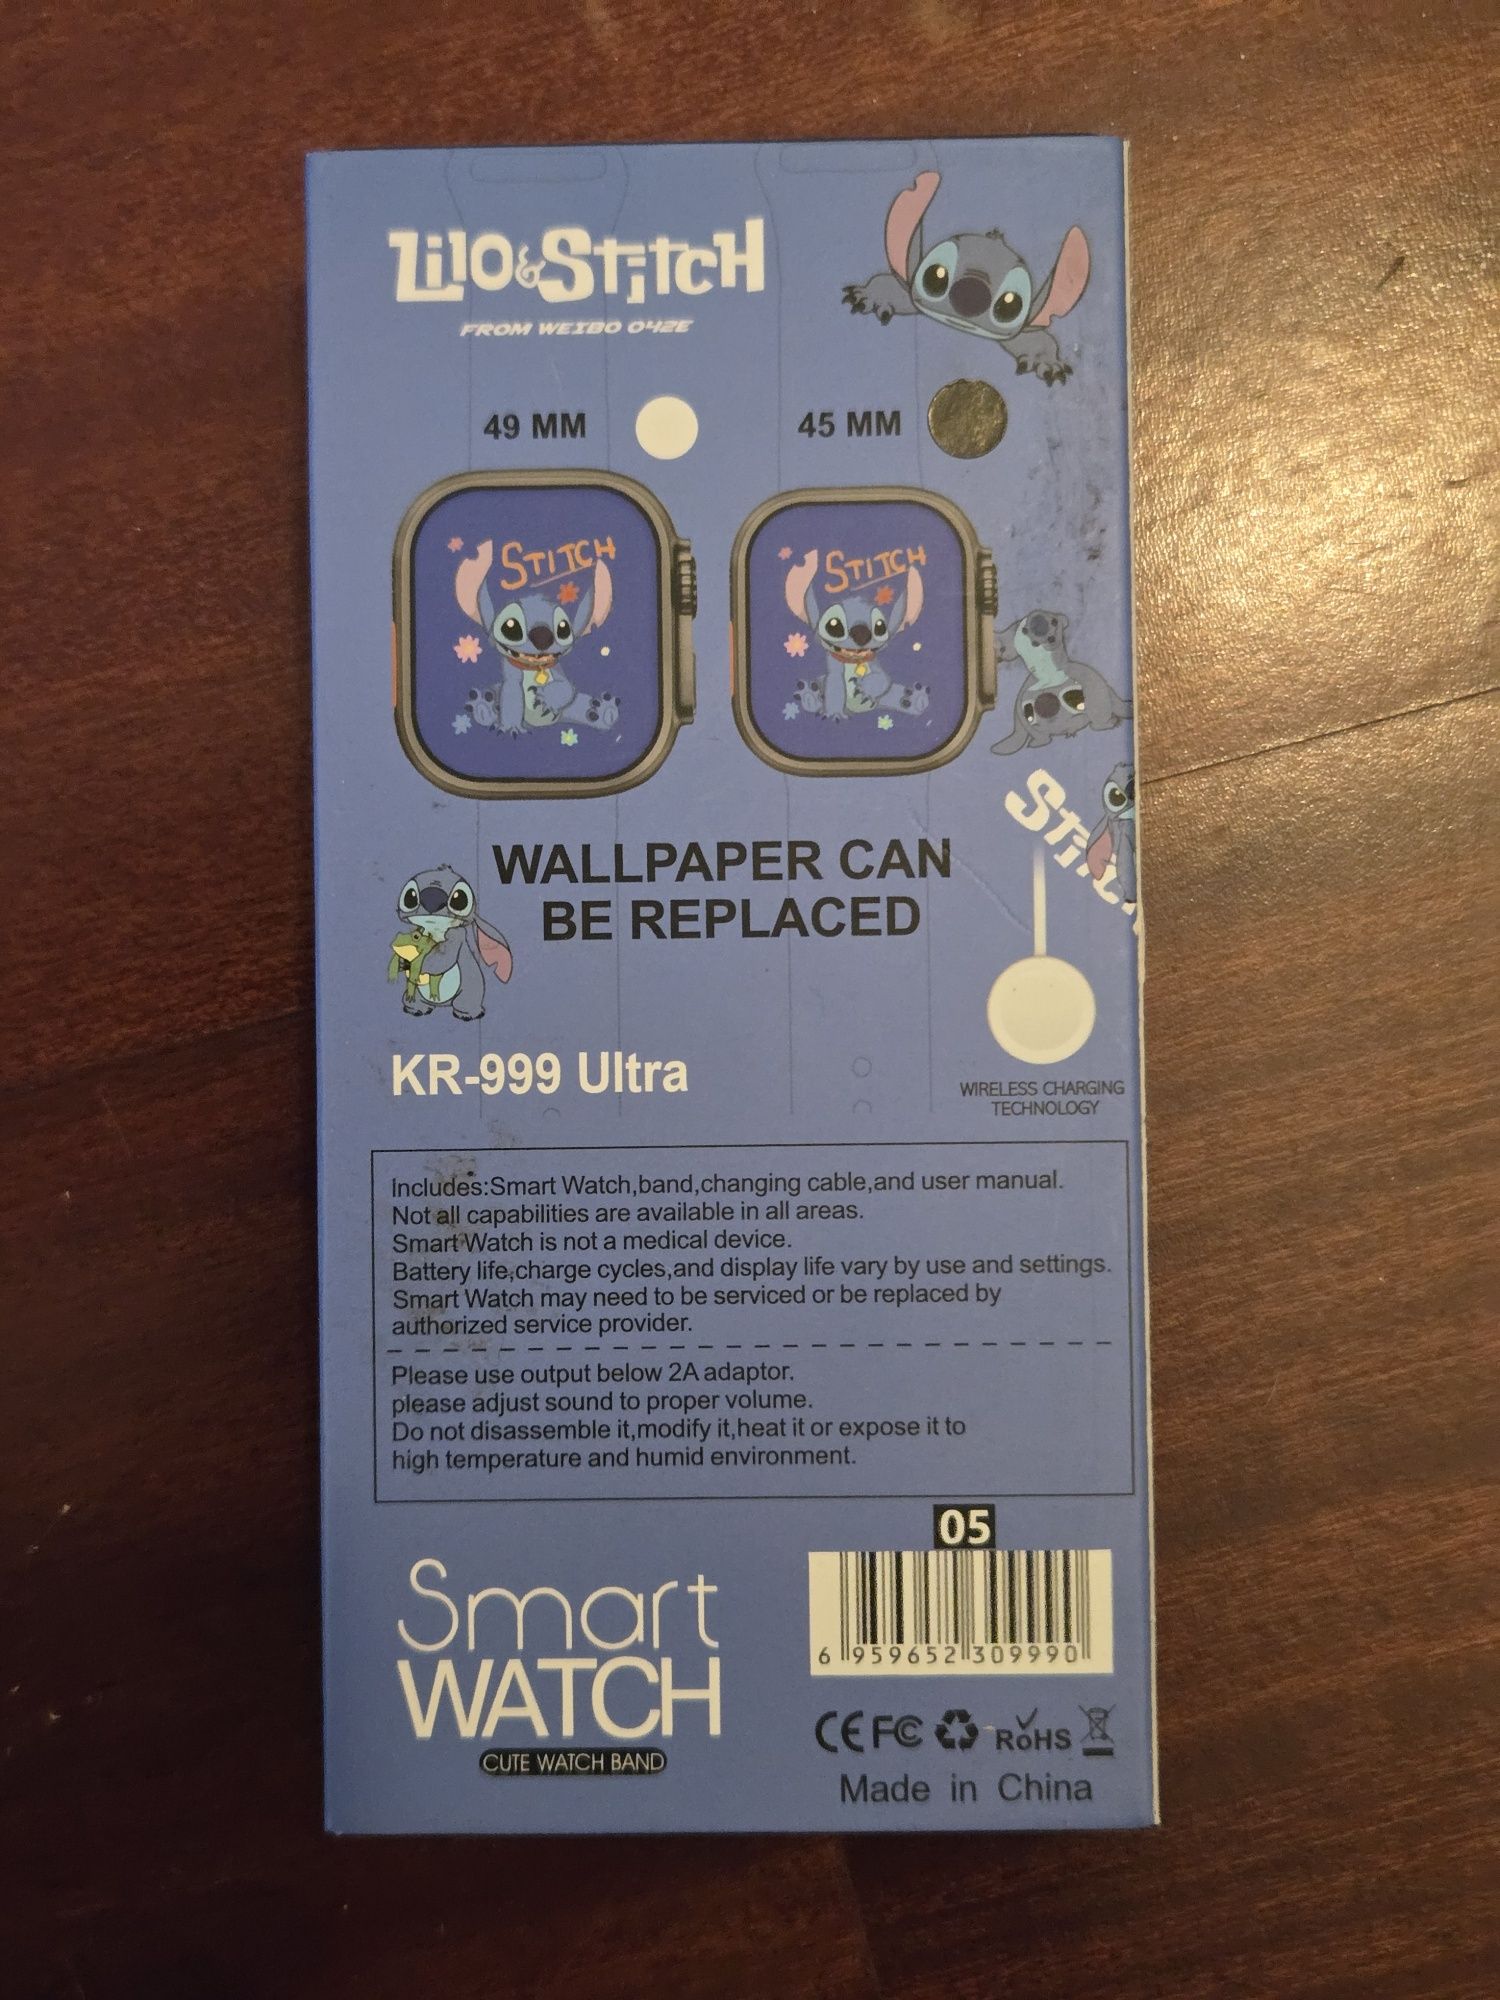 Lilo & Stitch
FROM WEIBO 042E
49 MM
45 MM
STITCH
STITCH
Stitch
WALLPAPER CAN
BE REPLACED
KR-999 Ultra
WIRELESS CHARGING
TECHNOLOGY
Includes:Smart Watch,band,changing cable,and user manual.
Not all capabilities are available in all areas.
Smart Watch is not a medical device.
Battery life,charge cycles,and display life vary by use and settings.
Smart Watch may need to be serviced or be replaced by
authorized service provider.
Please use output below 2A adaptor.
please adjust sound to proper volume.
Do not disassemble it,modify it,heat it or expose it to
high temperature and humid environment.
05
Smart
WATCH
CUTE WATCH BAND
6 959652 309990
CE FC RoHS
Made in China